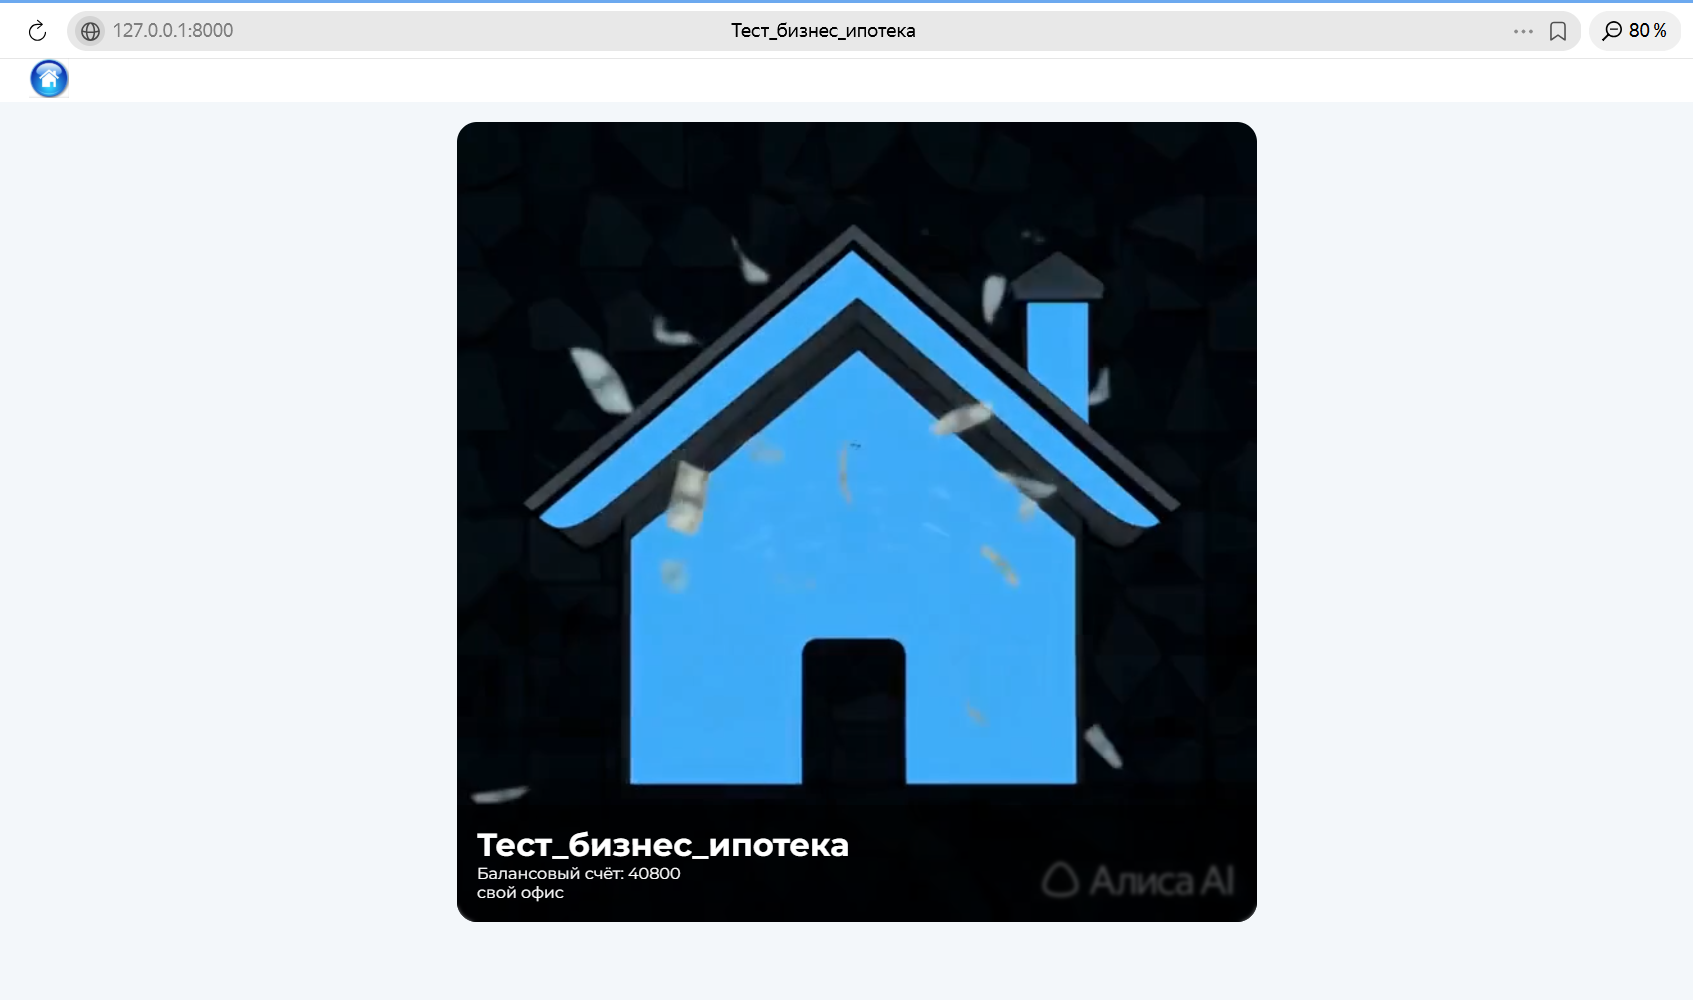 127.0.0.1:8000
Тест_бизнес_ипотека
80 %
Тест_бизнес_ипотека
Балансовый счёт: 40800
свой офис
Алиса AI